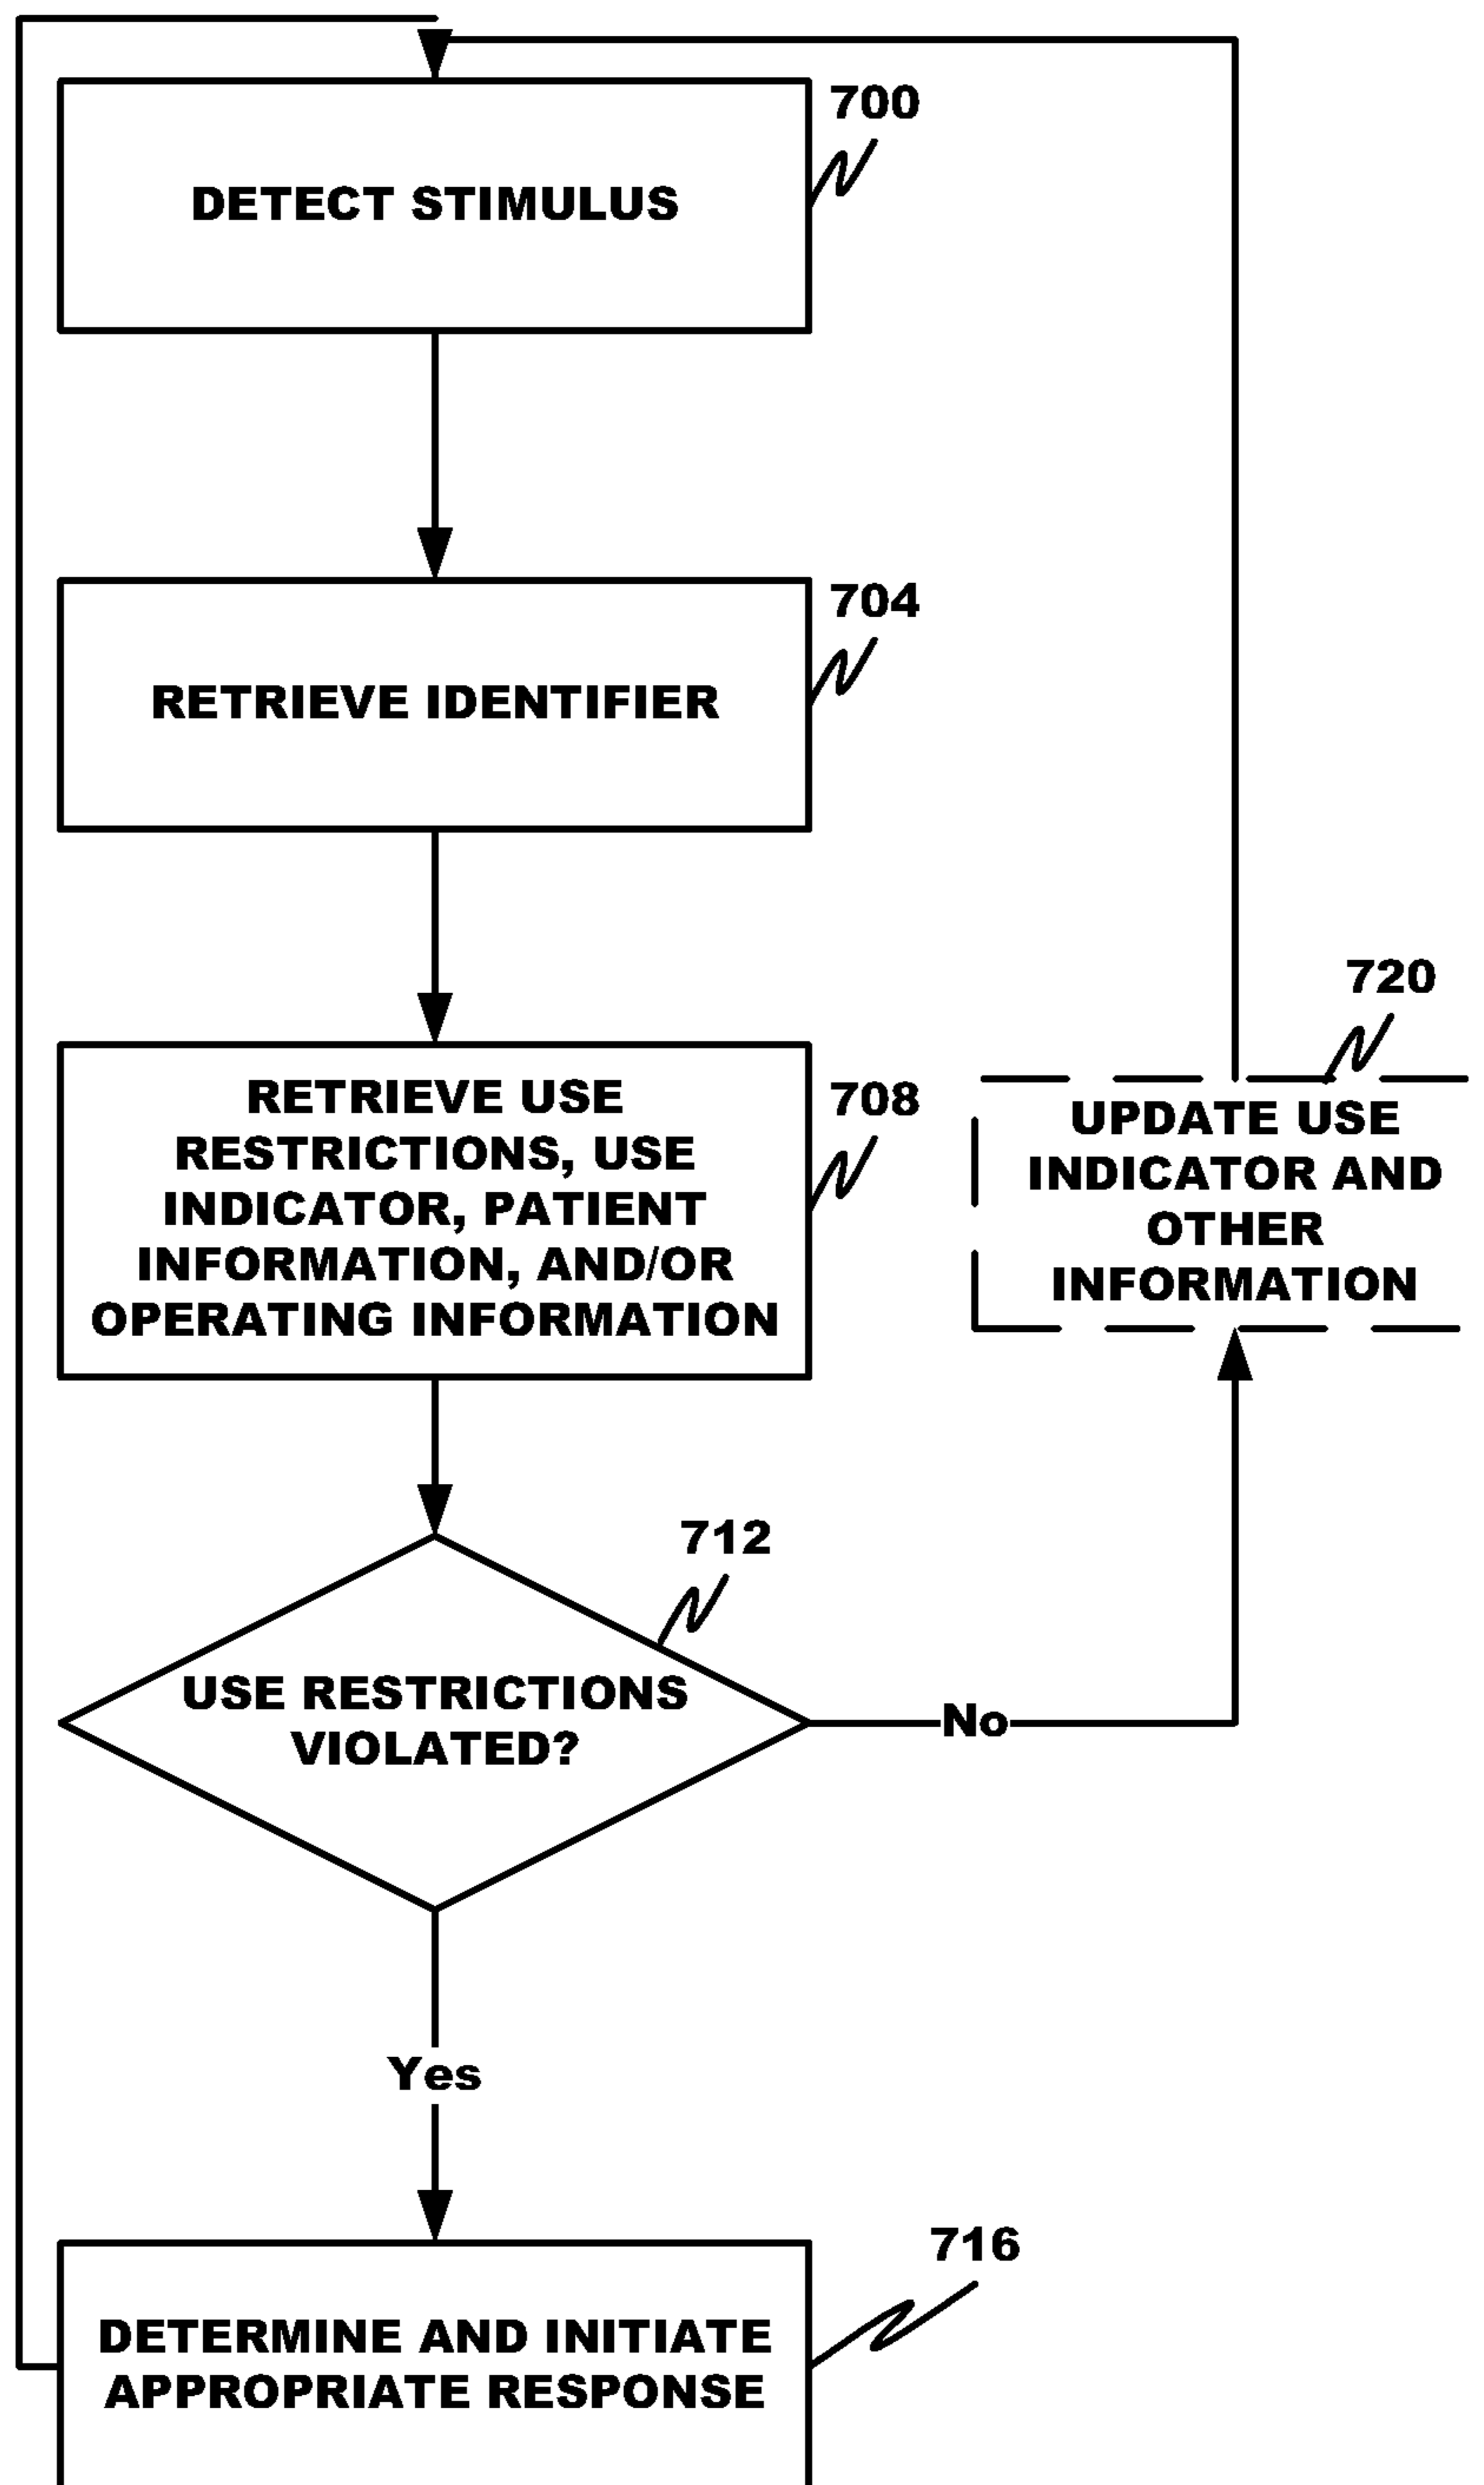 700
DETECT STIMULUS
704
RETRIEVE IDENTIFIER
708
RETRIEVE USE
RESTRICTIONS, USE
INDICATOR, PATIENT
INFORMATION, AND/OR
OPERATING INFORMATION
720
UPDATE USE
INDICATOR AND
OTHER
INFORMATION
712
USE RESTRICTIONS
VIOLATED?
No
Yes
716
DETERMINE AND INITIATE
APPROPRIATE RESPONSE